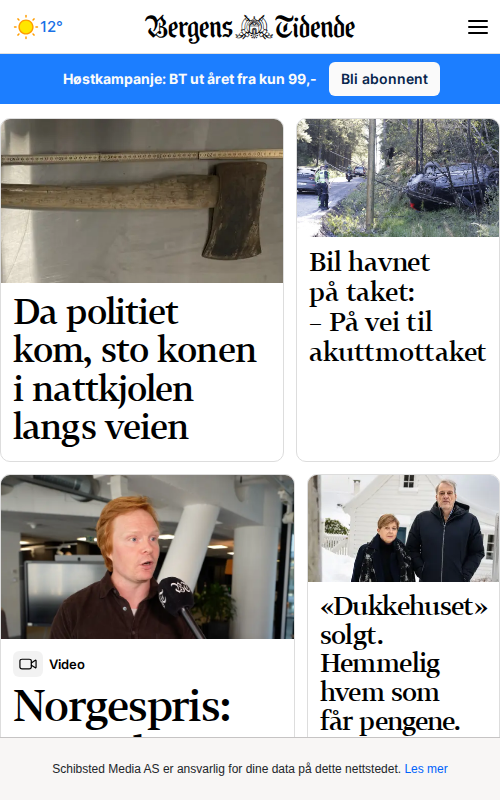 12°
Bergens Tidende
Høstkampanje: BT ut året fra kun 99,-
Bli abonnent
Da politiet
kom, sto konen
i nattkjolen
langs veien
Bil havnet
på taket:
– På vei til
akuttmottaket
Video
Norgespris:
«Dukkehuset»
solgt.
Hemmelig
hvem som
får pengene.
Schibsted Media AS er ansvarlig for dine data på dette nettstedet. Les mer